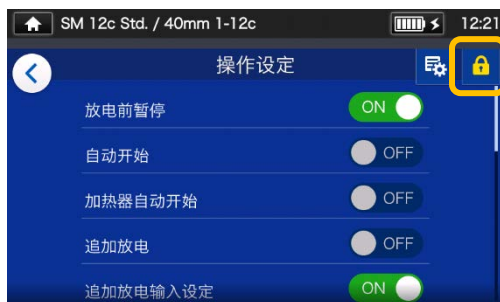 SM 12c Std. / 40mm 1-12c 12:21
操作设定
放电前暂停 ON
自动开始 OFF
加热器自动开始 OFF
追加放电 OFF
追加放电输入设定 ON